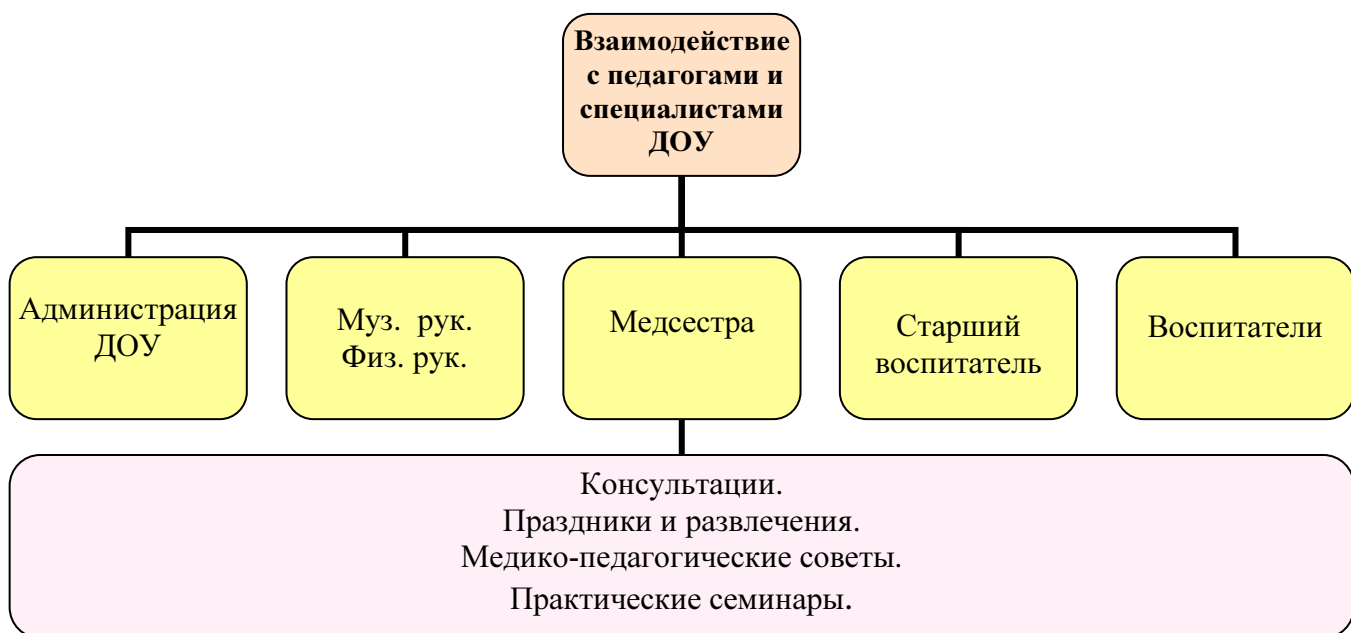 Взаимодействие
с педагогами и
специалистами
ДОУ
Администрация
ДОУ
Муз. рук.
Физ. рук.
Медсестра
Старший
воспитатель
Воспитатели
Консультации.
Праздники и развлечения.
Медико-педагогические советы.
Практические семинары.